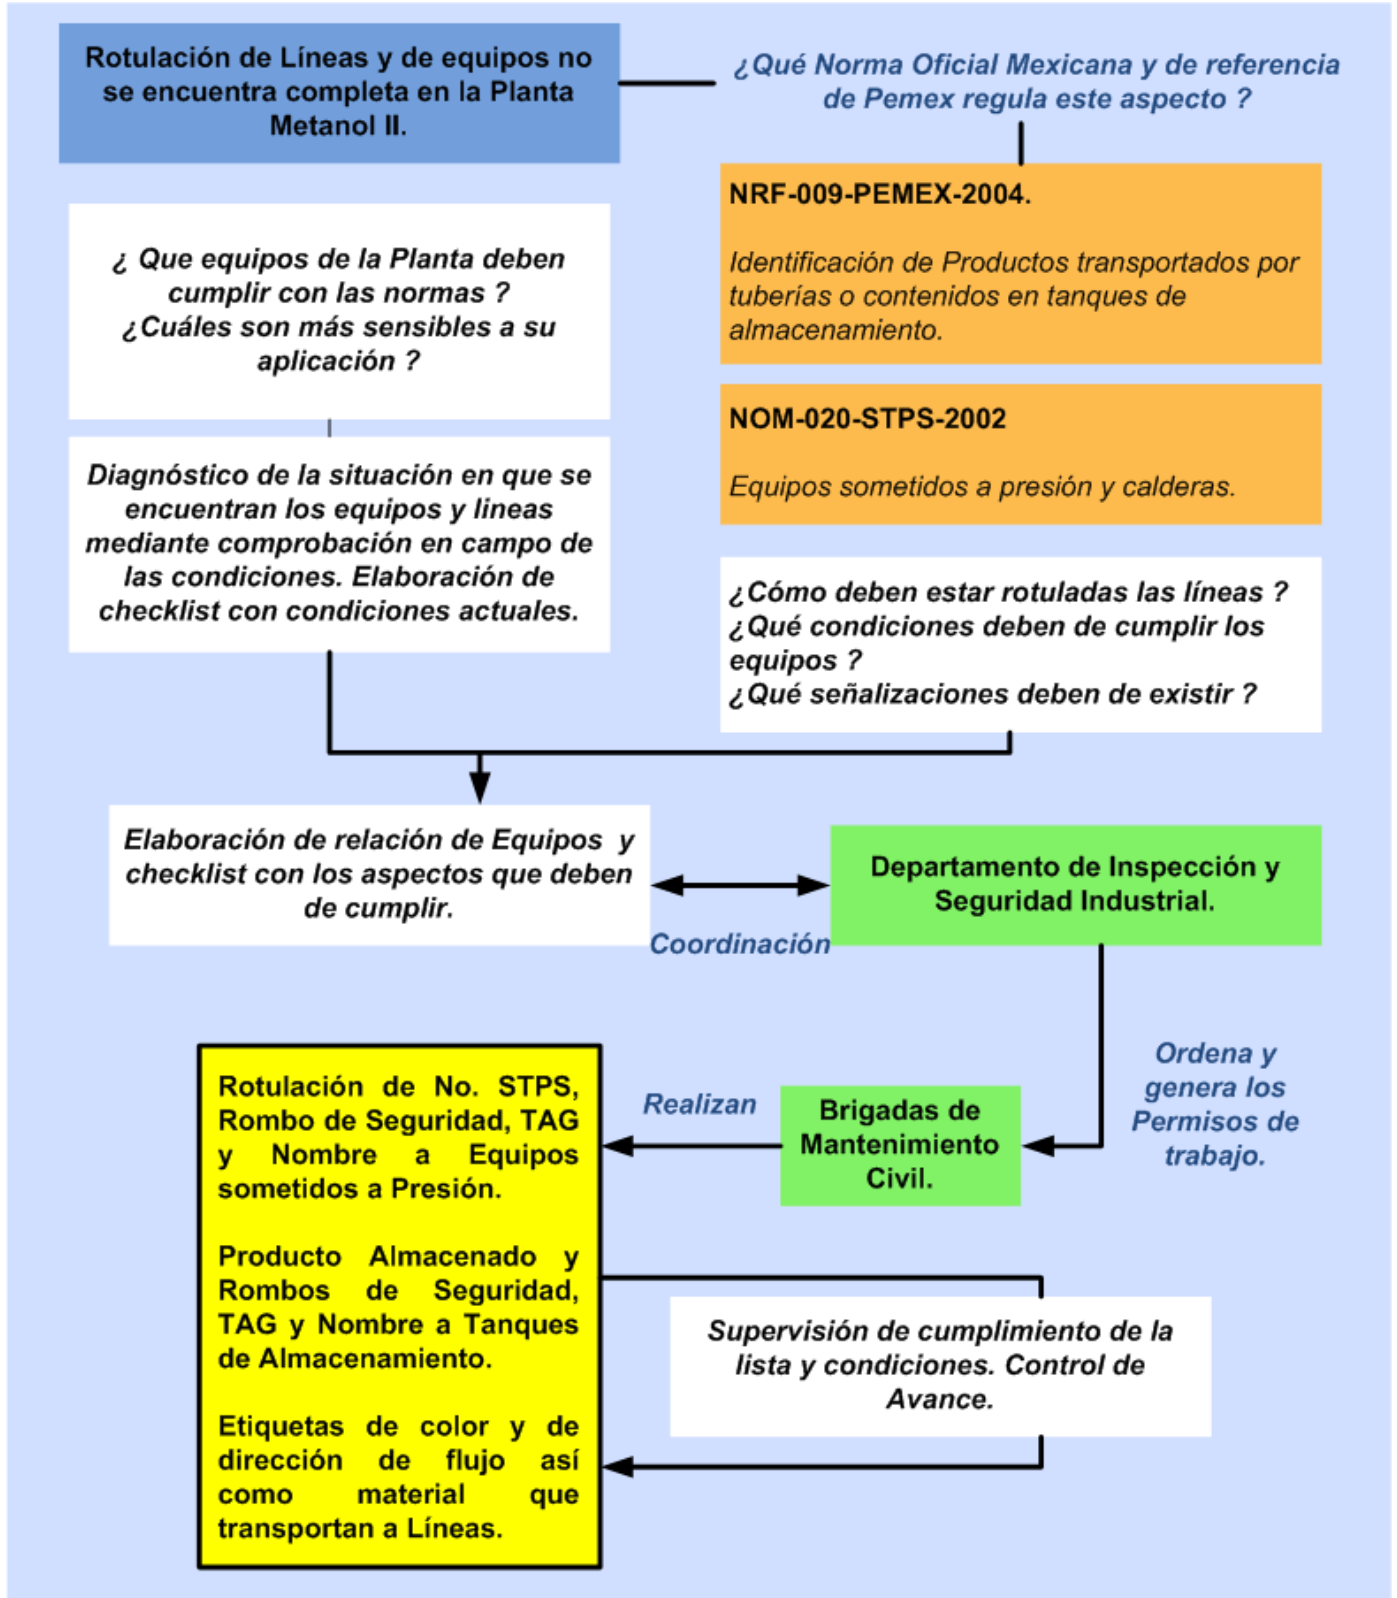 Rotulación de Líneas y de equipos no
se encuentra completa en la Planta
Metanol II.
¿Qué Norma Oficial Mexicana y de referencia
de Pemex regula este aspecto ?
NRF-009-PEMEX-2004.
Identificación de Productos transportados por
tuberías o contenidos en tanques de
almacenamiento.
¿ Que equipos de la Planta deben
cumplir con las normas ?
¿Cuáles son más sensibles a su
aplicación ?
NOM-020-STPS-2002
Equipos sometidos a presión y calderas.
Diagnóstico de la situación en que se
encuentran los equipos y lineas
mediante comprobación en campo de
las condiciones. Elaboración de
checklist con condiciones actuales.
¿Cómo deben estar rotuladas las líneas ?
¿Qué condiciones deben de cumplir los
equipos ?
¿Qué señalizaciones deben de existir ?
Elaboración de relación de Equipos y
checklist con los aspectos que deben
de cumplir.
Coordinación
Departamento de Inspección y
Seguridad Industrial.
Ordena y
genera los
Permisos de
trabajo.
Brigadas de
Mantenimiento
Civil.
Realizan
Rotulación de No. STPS,
Rombo de Seguridad, TAG
y Nombre a Equipos
sometidos a Presión.
Producto Almacenado y
Rombos de Seguridad,
TAG y Nombre a Tanques
de Almacenamiento.
Etiquetas de color y de
dirección de flujo así
como material que
transportan a Líneas.
Supervisión de cumplimiento de la
lista y condiciones. Control de
Avance.